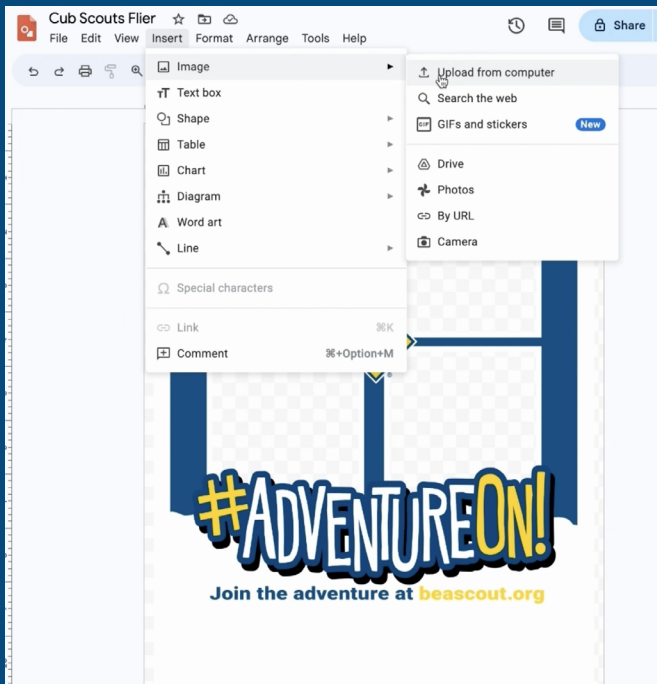 Cub Scouts Flier
File Edit View Insert Format Arrange Tools Help
Share
Image
Text box
Shape
Table
Chart
Diagram
Word art
Line
Special characters
Link ⌘K
Comment ⌘+Option+M
Upload from computer
Search the web
GIF GIFs and stickers New
Drive
Photos
By URL
Camera
#ADVENTUREON!
Join the adventure at beascout.org